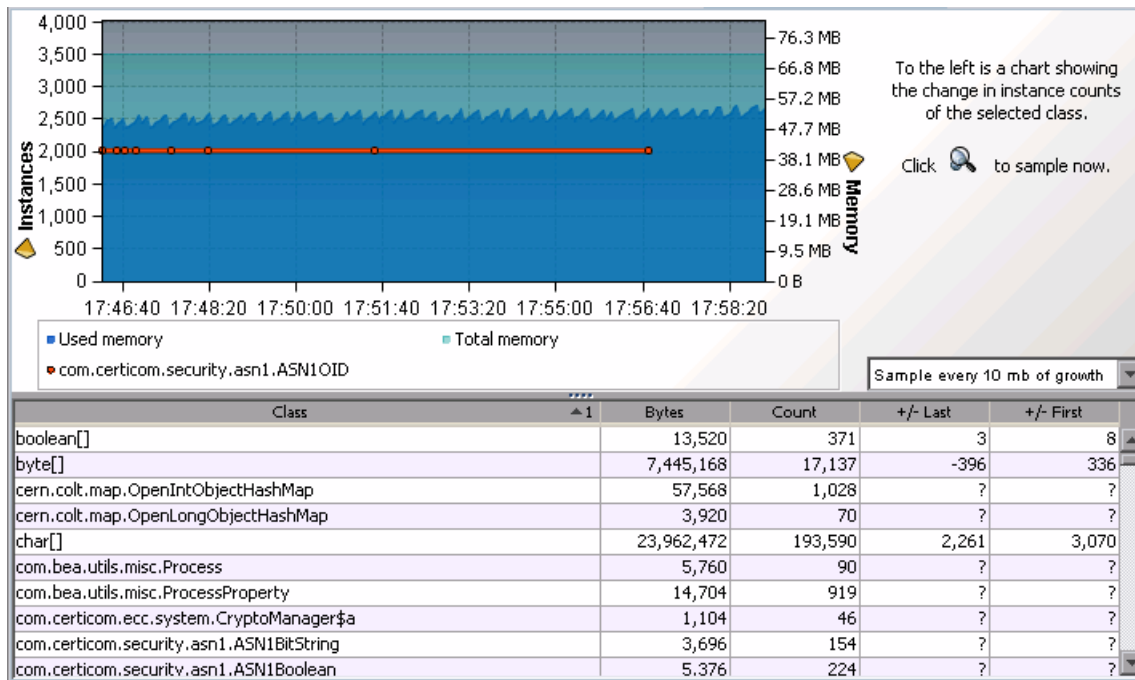 4,000
3,500
3,000
2,500
2,000
1,500
1,000
500
0
Instances
76.3 MB
66.8 MB
57.2 MB
47.7 MB
38.1 MB
28.6 MB
19.1 MB
9.5 MB
0 B
Memory
17:46:40 17:48:20 17:50:00 17:51:40 17:53:20 17:55:00 17:56:40 17:58:20
Used memory Total memory
com.certicom.security.asn1.ASN1OID
To the left is a chart showing
the change in instance counts
of the selected class.
Click to sample now.
Sample every 10 mb of growth
Class 1 Bytes Count +/- Last +/- First
boolean[] 13,520 371 3 8
byte[] 7,445,168 17,137 -396 336
cern.colt.map.OpenIntObjectHashMap 57,568 1,028 ? ?
cern.colt.map.OpenLongObjectHashMap 3,920 70 ? ?
char[] 23,962,472 193,590 2,261 3,070
com.bea.utils.misc.Process 5,760 90 ? ?
com.bea.utils.misc.ProcessProperty 14,704 919 ? ?
com.certicom.ecc.system.CryptoManager$a 1,104 46 ? ?
com.certicom.security.asn1.ASN1BitString 3,696 154 ? ?
com.certicom.security.asn1.ASN1Boolean 5,376 224 ? ?